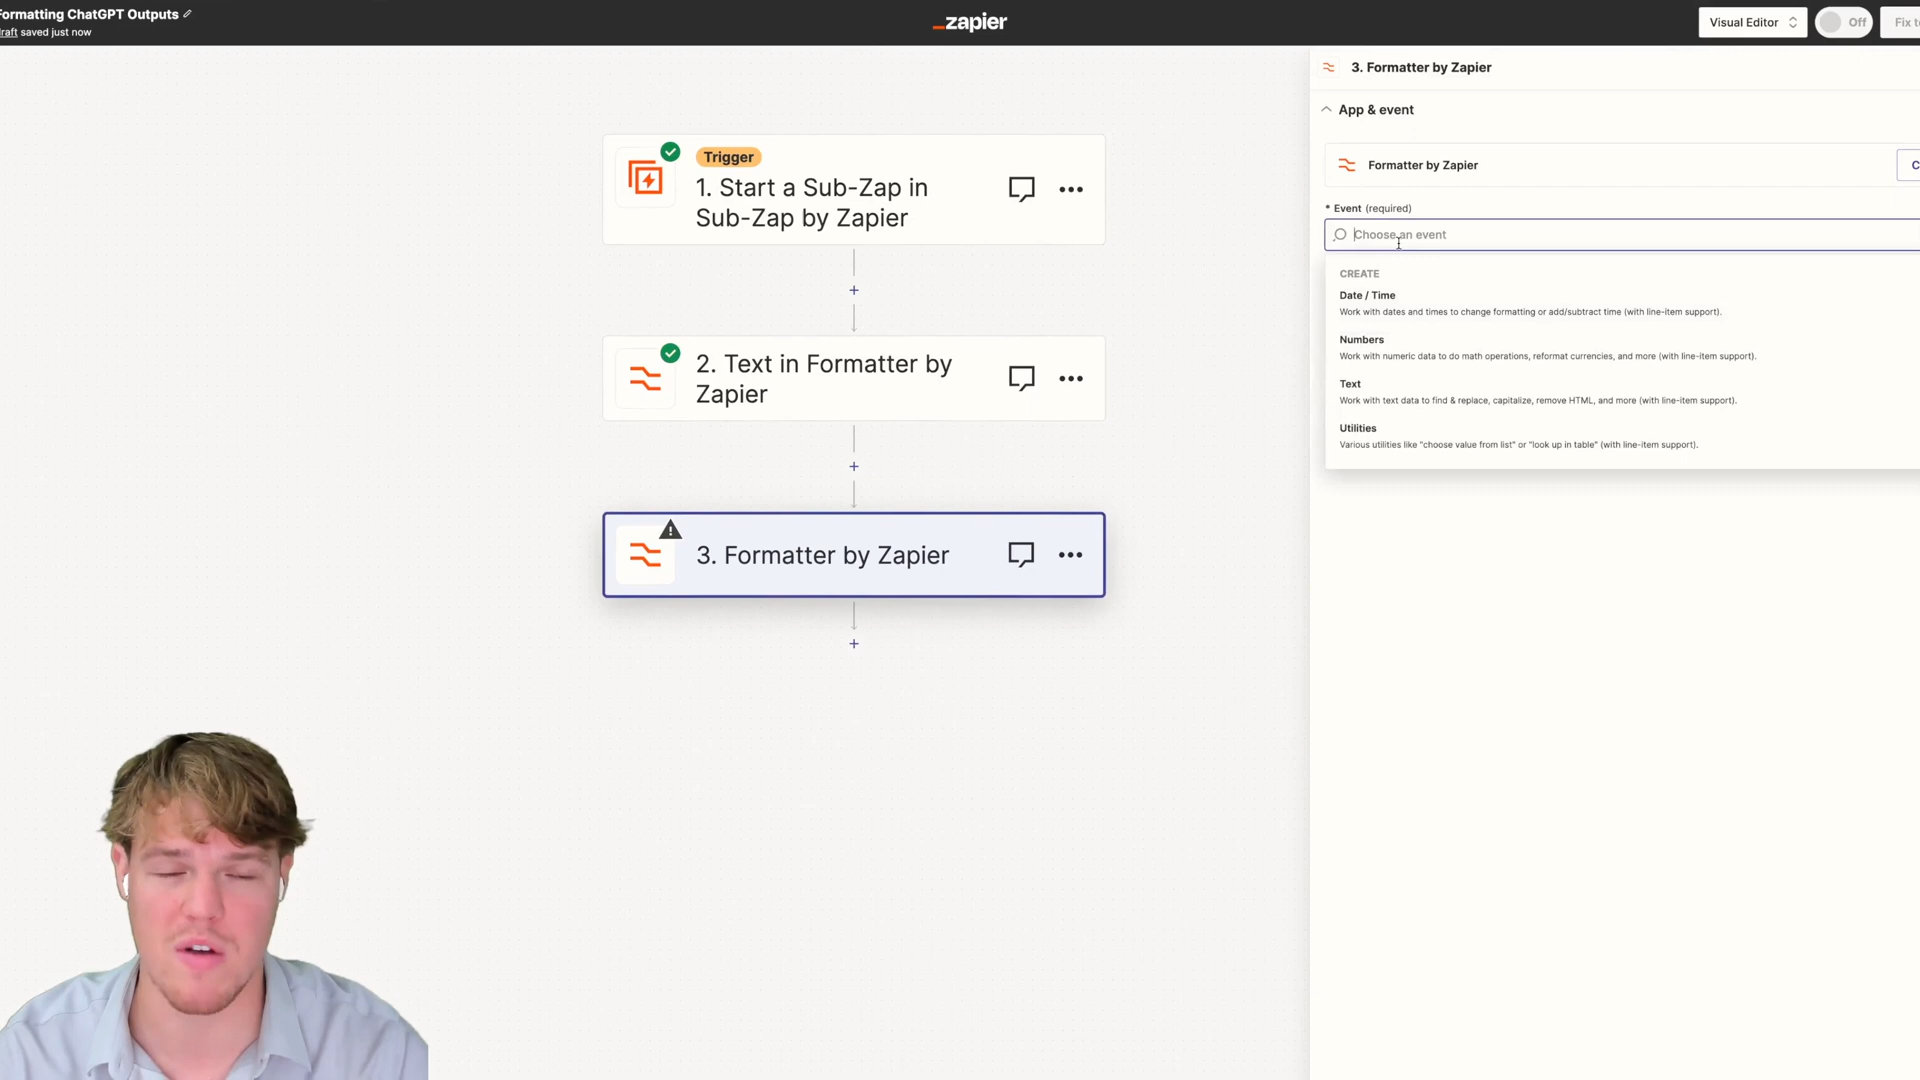 Formatting ChatGPT Outputs
saved just now
zapier
Visual Editor
Off
Fix
3. Formatter by Zapier
App & event
Formatter by Zapier
* Event (required)
Choose an event
CREATE
Date / Time
Work with dates and times to change formatting or add/subtract time (with line-item support).
Numbers
Work with numeric data to do math operations, reformat currencies, and more (with line-item support).
Text
Work with text data to find & replace, capitalize, remove HTML, and more (with line-item support).
Utilities
Various utilities like "choose value from list" or "look up in table" (with line-item support).
Trigger
1. Start a Sub-Zap in
Sub-Zap by Zapier
2. Text in Formatter by
Zapier
3. Formatter by Zapier